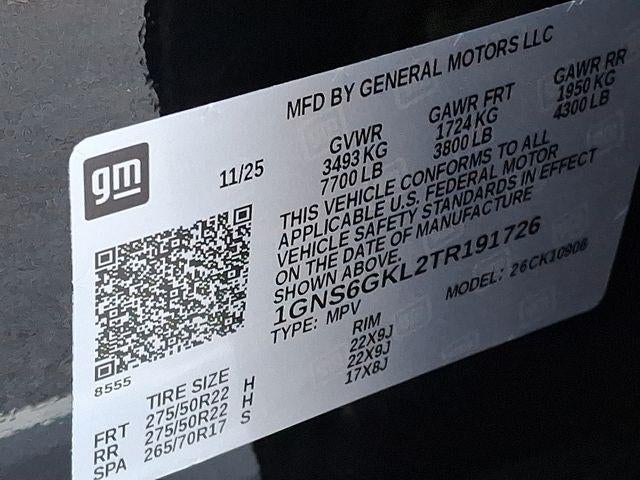 MFD BY GENERAL MOTORS LLC
gm
11/25
GVWR
3493 KG
7700 LB
GAWR FRT
1724 KG
3800 LB
GAWR RR
1950 KG
4300 LB
THIS VEHICLE CONFORMS TO ALL
APPLICABLE U.S. FEDERAL MOTOR
VEHICLE SAFETY STANDARDS IN EFFECT
ON THE DATE OF MANUFACTURE
SHOWN ABOVE.
1GNS6GKL2TR191726
TYPE: MPV
MODEL: 26CK10906
8555
TIRE SIZE
RIM
FRT 275/50R22 H 22X9J
RR 275/50R22 H 22X9J
SPA 265/70R17 S 17X8J